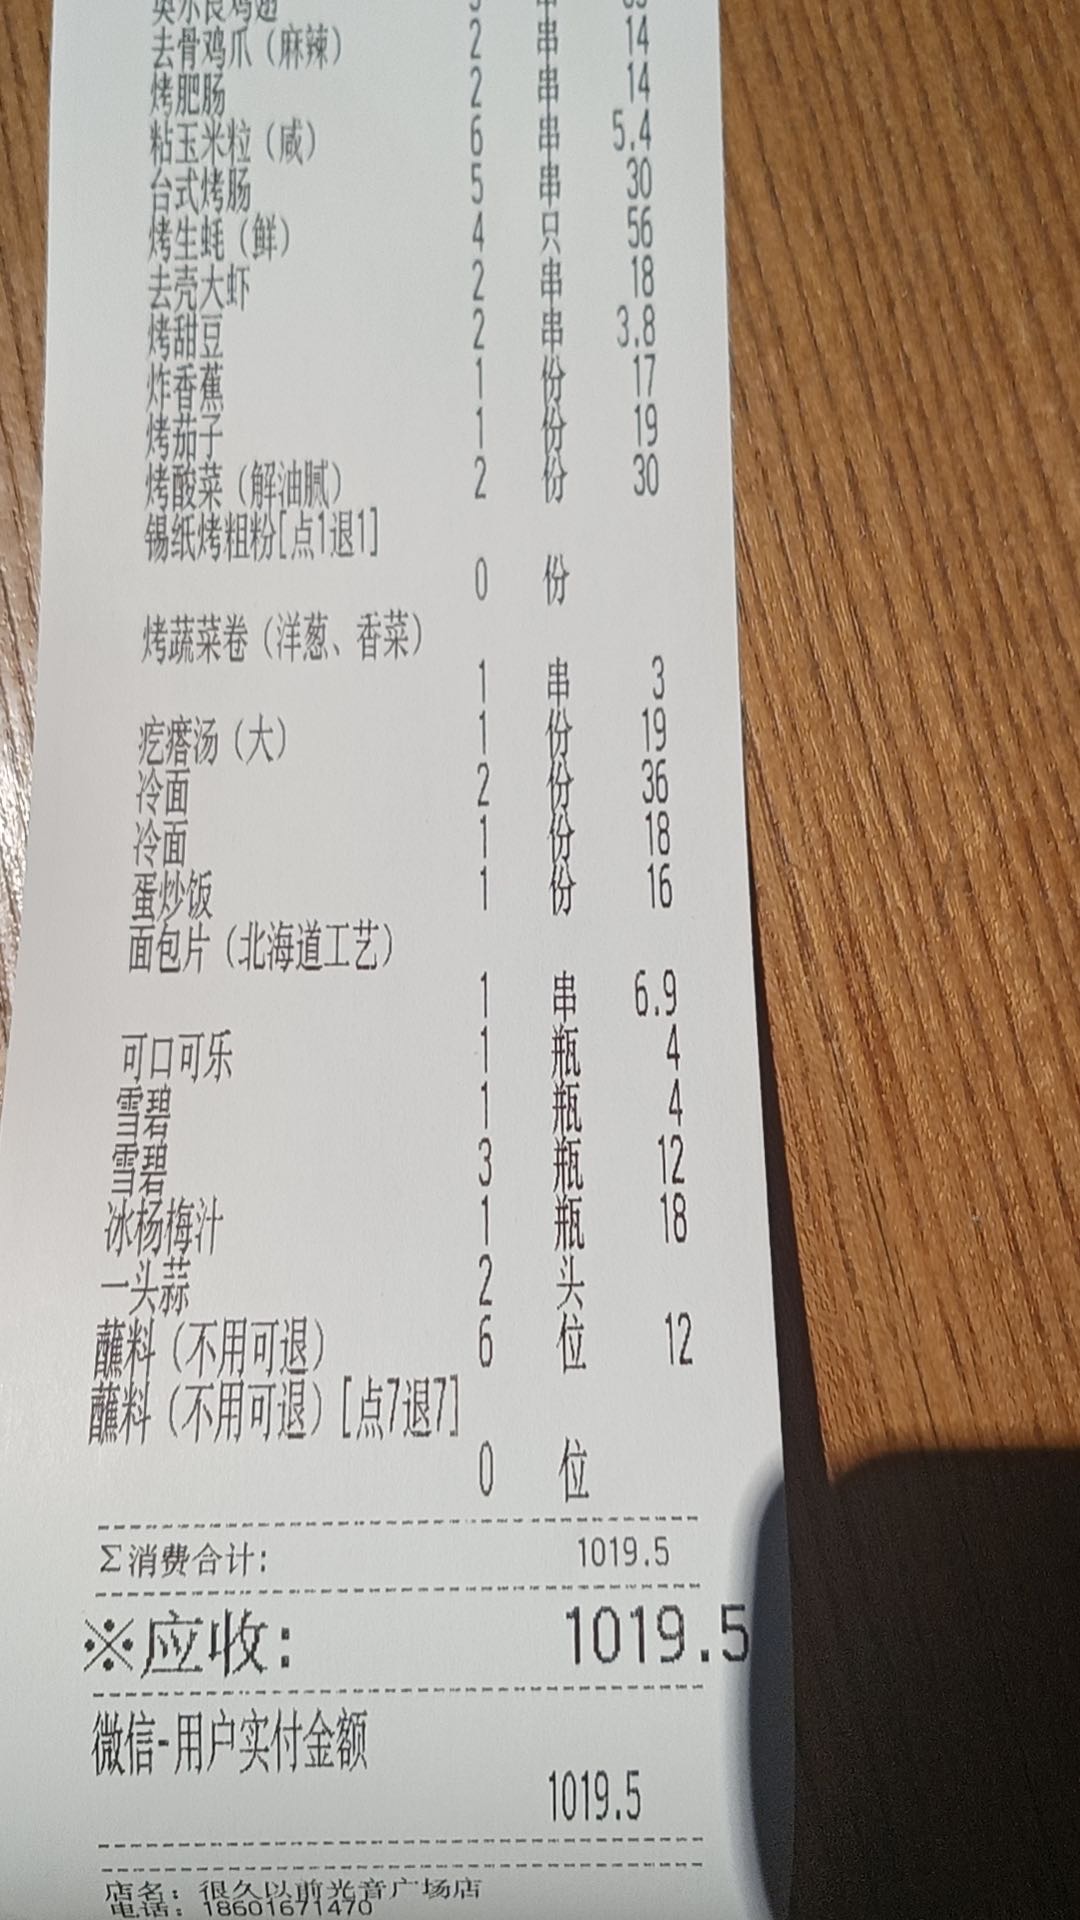 奥尔良鸡翅 3 串
去骨鸡爪（麻辣） 2 串 14
烤肥肠 2 串 14
粘玉米粒（咸） 6 串 5.4
台式烤肠 5 串 30
烤生蚝（鲜） 4 只 56
去壳大虾 2 串 18
烤甜豆 2 串 3.8
炸香蕉 1 份 17
烤茄子 1 份 19
烤酸菜（解油腻） 2 份 30
锡纸烤粗粉[点1退1]
0 份
烤蔬菜卷（洋葱、香菜）
1 串 3
疙瘩汤（大） 1 份 19
冷面 2 份 36
冷面 1 份 18
蛋炒饭 1 份 16
面包片（北海道工艺）
1 串 6.9
可口可乐 1 瓶 4
雪碧 1 瓶 4
雪碧 3 瓶 12
冰杨梅汁 1 瓶 18
一头蒜 2 头
蘸料（不用可退） 6 位 12
蘸料（不用可退）[点7退7]
0 位
Σ消费合计: 1019.5
※应收: 1019.5
微信-用户实付金额
1019.5
店名: 很久以前光音广场店
电话: 18601671470